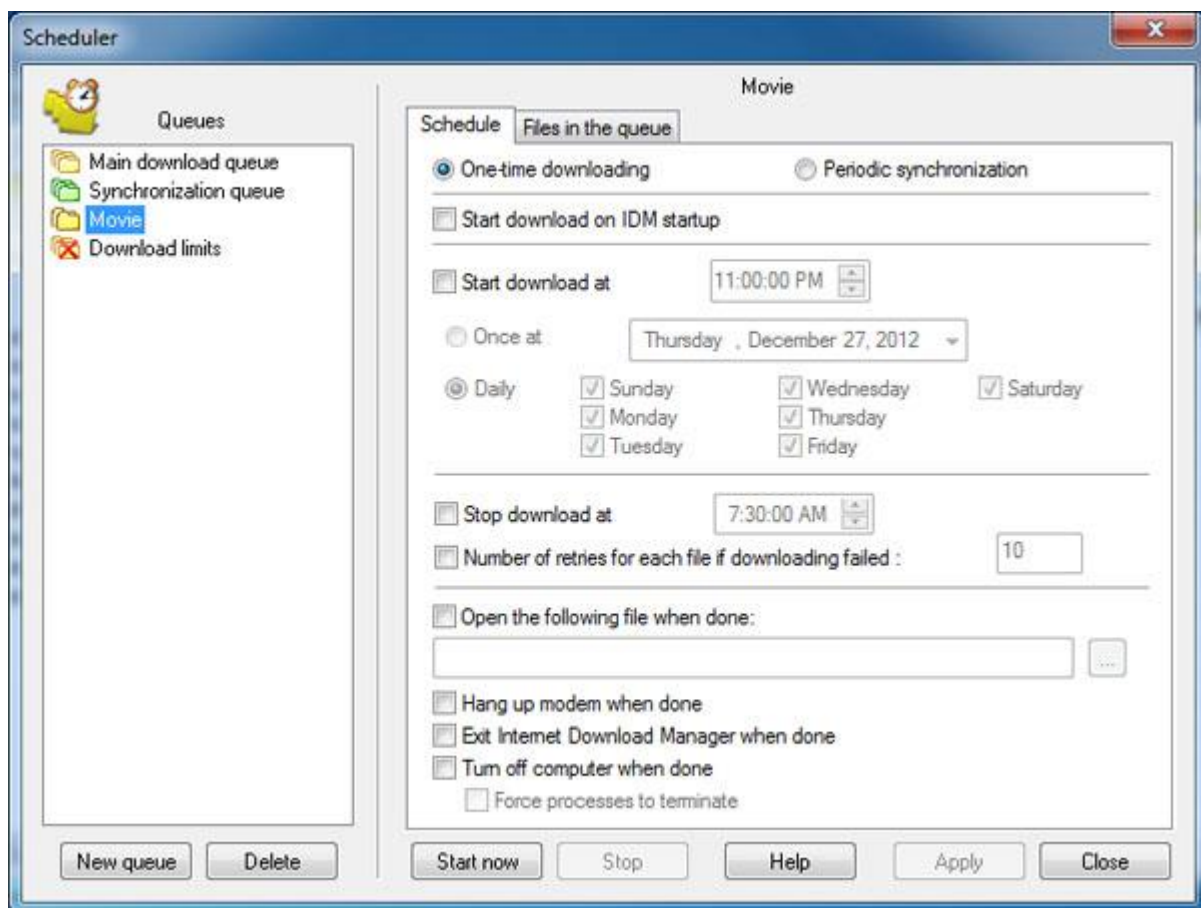 Scheduler
Queues
Main download queue
Synchronization queue
Movie
Download limits
New queue
Delete
Movie
Schedule
Files in the queue
One-time downloading
Periodic synchronization
Start download on IDM startup
Start download at
11:00:00 PM
Once at
Thursday , December 27, 2012
Daily
Sunday
Wednesday
Saturday
Monday
Thursday
Tuesday
Friday
Stop download at
7:30:00 AM
Number of retries for each file if downloading failed :
10
Open the following file when done:
...
Hang up modem when done
Exit Internet Download Manager when done
Turn off computer when done
Force processes to terminate
Start now
Stop
Help
Apply
Close